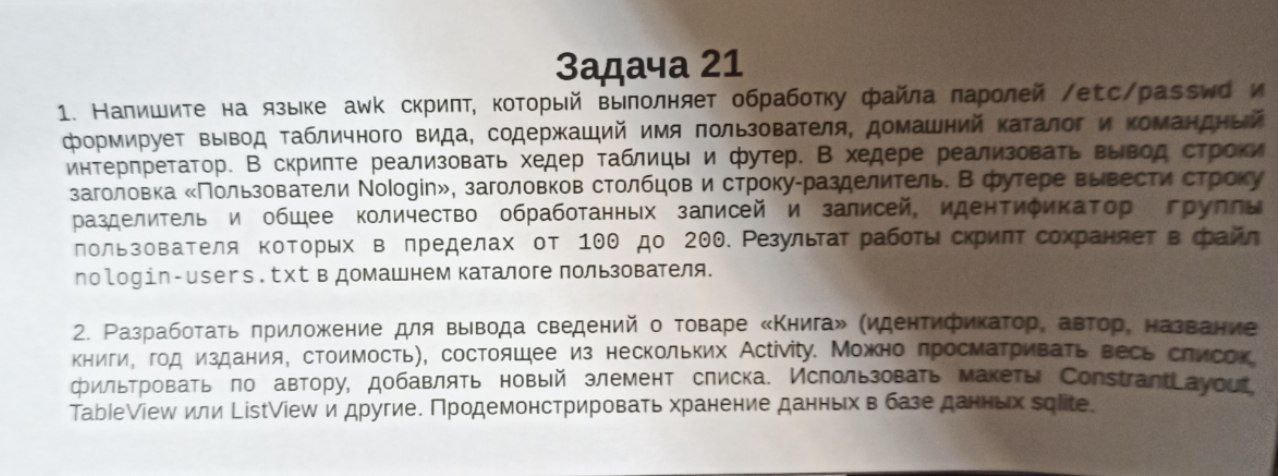 Задача 21
1. Напишите на языке awk скрипт, который выполняет обработку файла паролей /etc/passwd и
формирует вывод табличного вида, содержащий имя пользователя, домашний каталог и командный
интерпретатор. В скрипте реализовать хедер таблицы и футер. В хедере реализовать вывод строки
заголовка «Пользователи Nologin», заголовков столбцов и строку-разделитель. В футере вывести строку
разделитель и общее количество обработанных записей и записей, идентификатор группы
пользователя которых в пределах от 100 до 200. Результат работы скрипт сохраняет в файл
nologin-users.txt в домашнем каталоге пользователя.
2. Разработать приложение для вывода сведений о товаре «Книга» (идентификатор, автор, название
книги, год издания, стоимость), состоящее из нескольких Activity. Можно просматривать весь список,
фильтровать по автору, добавлять новый элемент списка. Использовать макеты ConstrantLayout,
TableView или ListView и другие. Продемонстрировать хранение данных в базе данных sqlite.